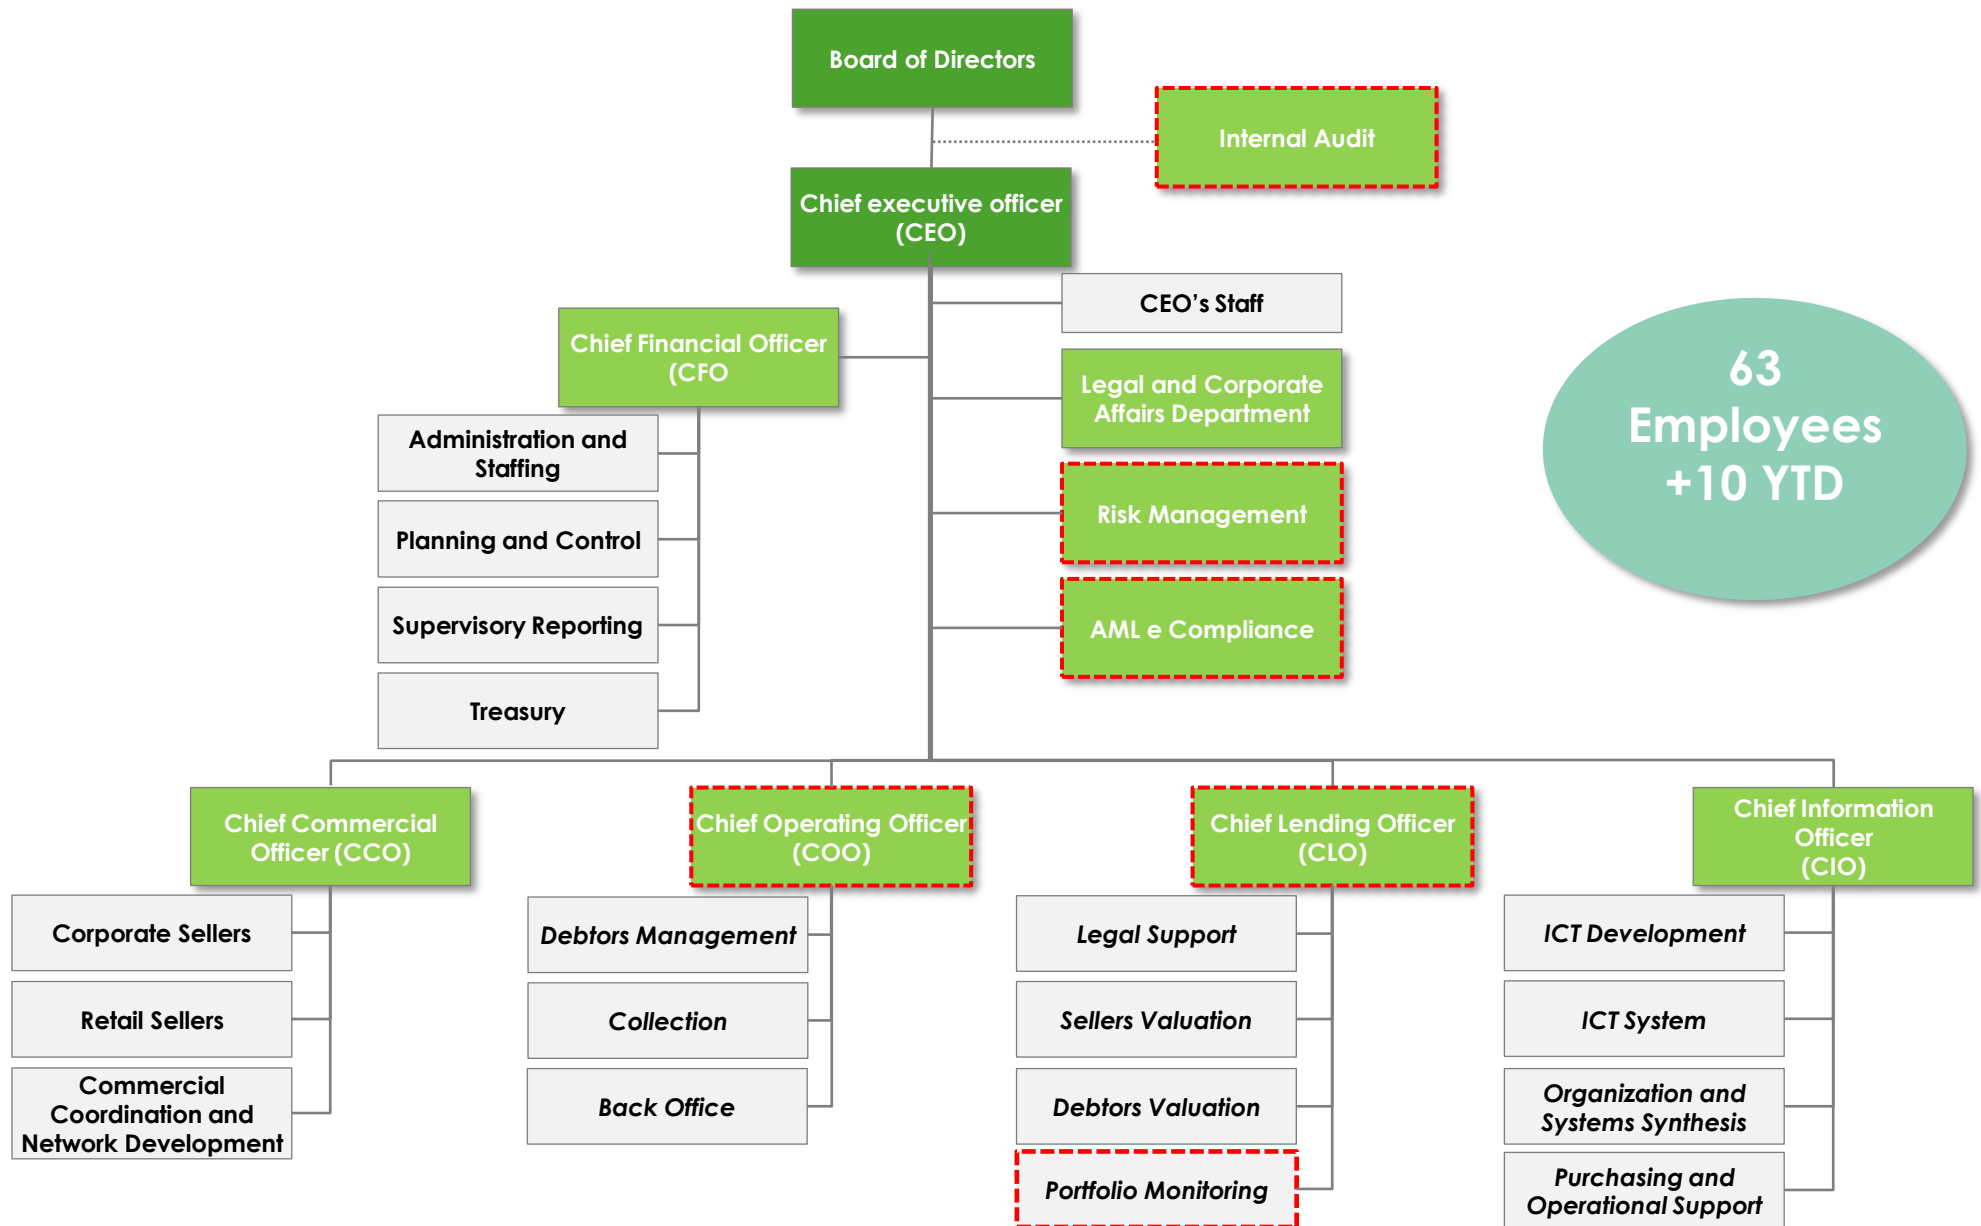 Board of Directors
Internal Audit
Chief executive officer
(CEO)
CEO’s Staff
Chief Financial Officer
(CFO
Legal and Corporate
Affairs Department
63
Employees
+10 YTD
Administration and
Staffing
Risk Management
Planning and Control
AML e Compliance
Supervisory Reporting
Treasury
Chief Commercial
Officer (CCO)
Chief Operating Officer
(COO)
Chief Lending Officer
(CLO)
Chief Information
Officer
(CIO)
Corporate Sellers
Retail Sellers
Commercial
Coordination and
Network Development
Debtors Management
Collection
Back Office
Legal Support
Sellers Valuation
Debtors Valuation
Portfolio Monitoring
ICT Development
ICT System
Organization and
Systems Synthesis
Purchasing and
Operational Support